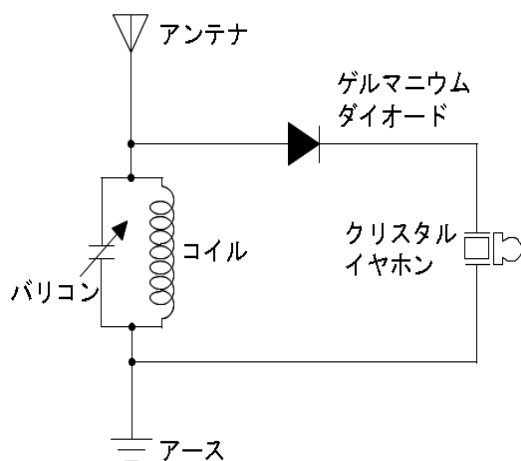 アンテナ
ゲルマニウム
ダイオード
コイル
クリスタル
イヤホン
バリコン
アース